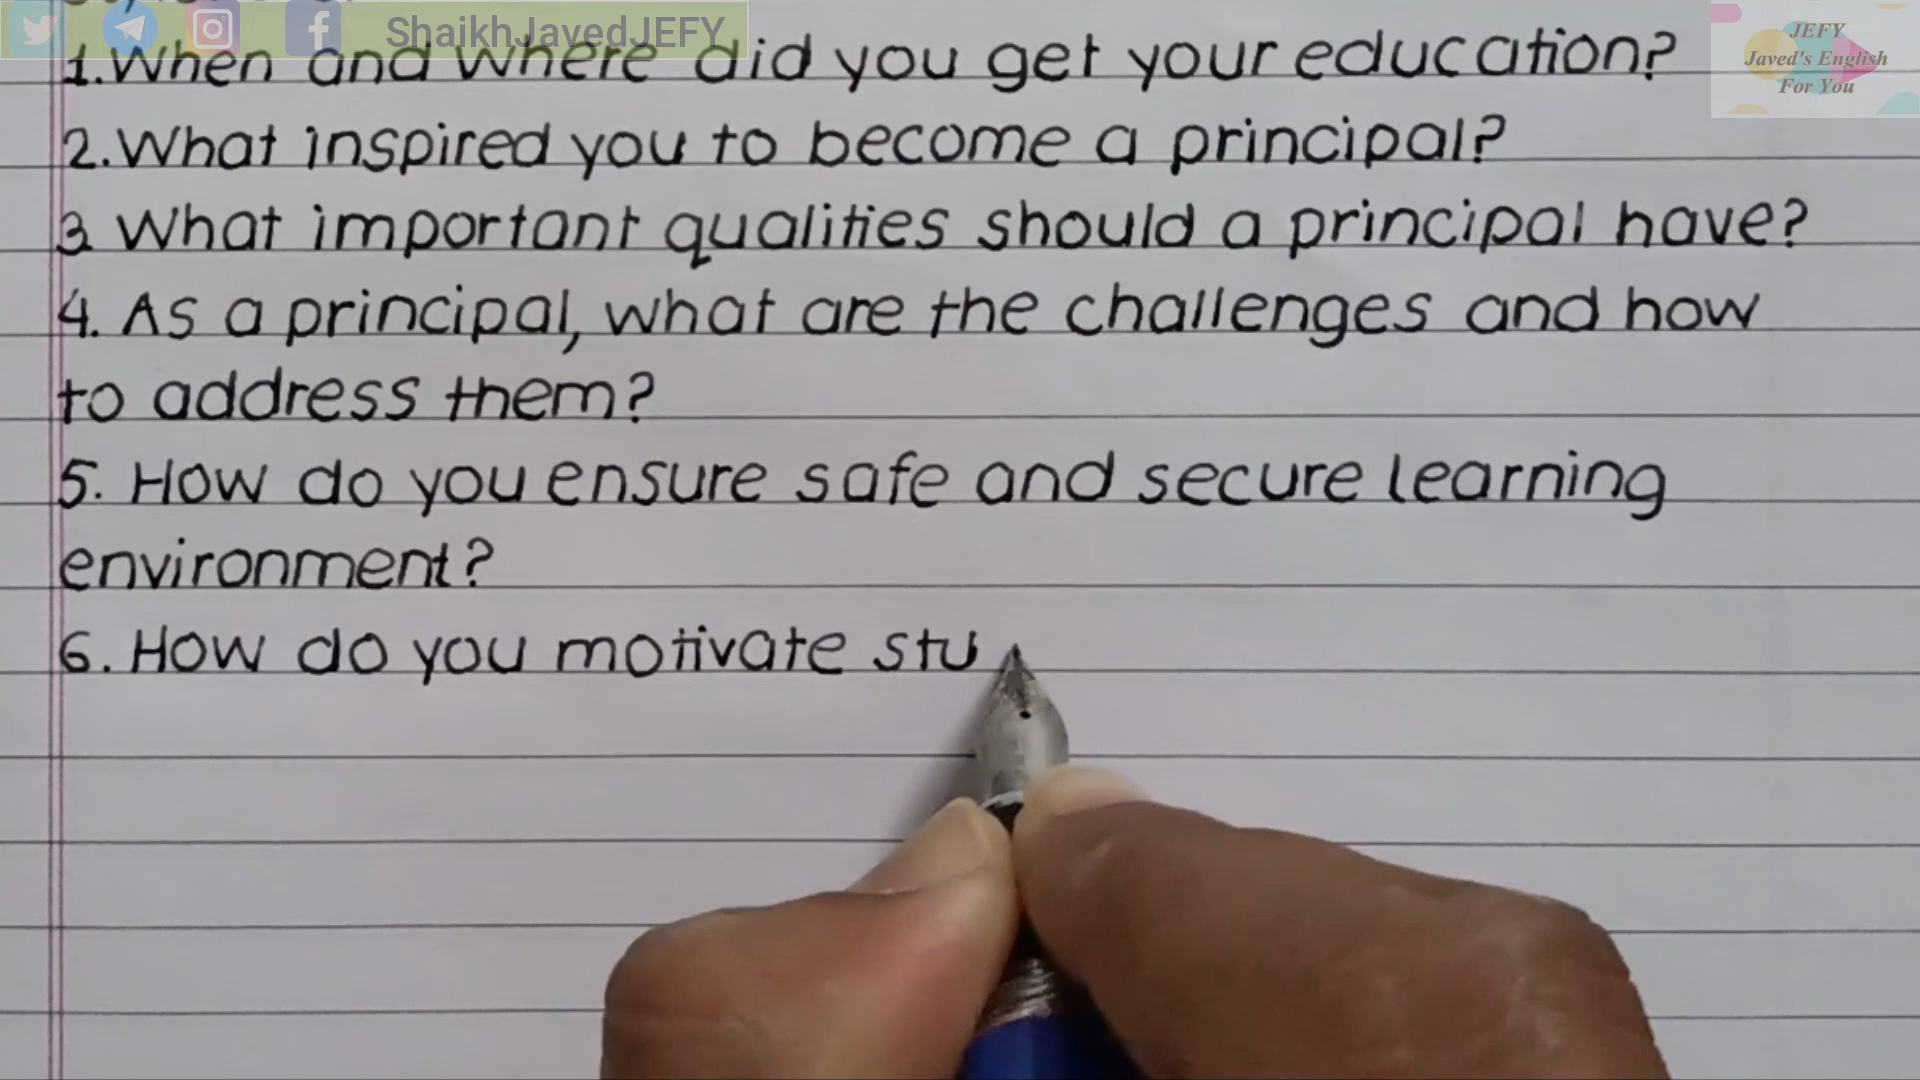 ShaikhJavedJEFY
JEFY
Javed's English
For You
1.When and where did you get your education?
2.What inspired you to become a principal?
3 What important qualities should a principal have?
4. As a principal, what are the challenges and how
to address them?
5. How do you ensure safe and secure learning
environment?
6. How do you motivate stu